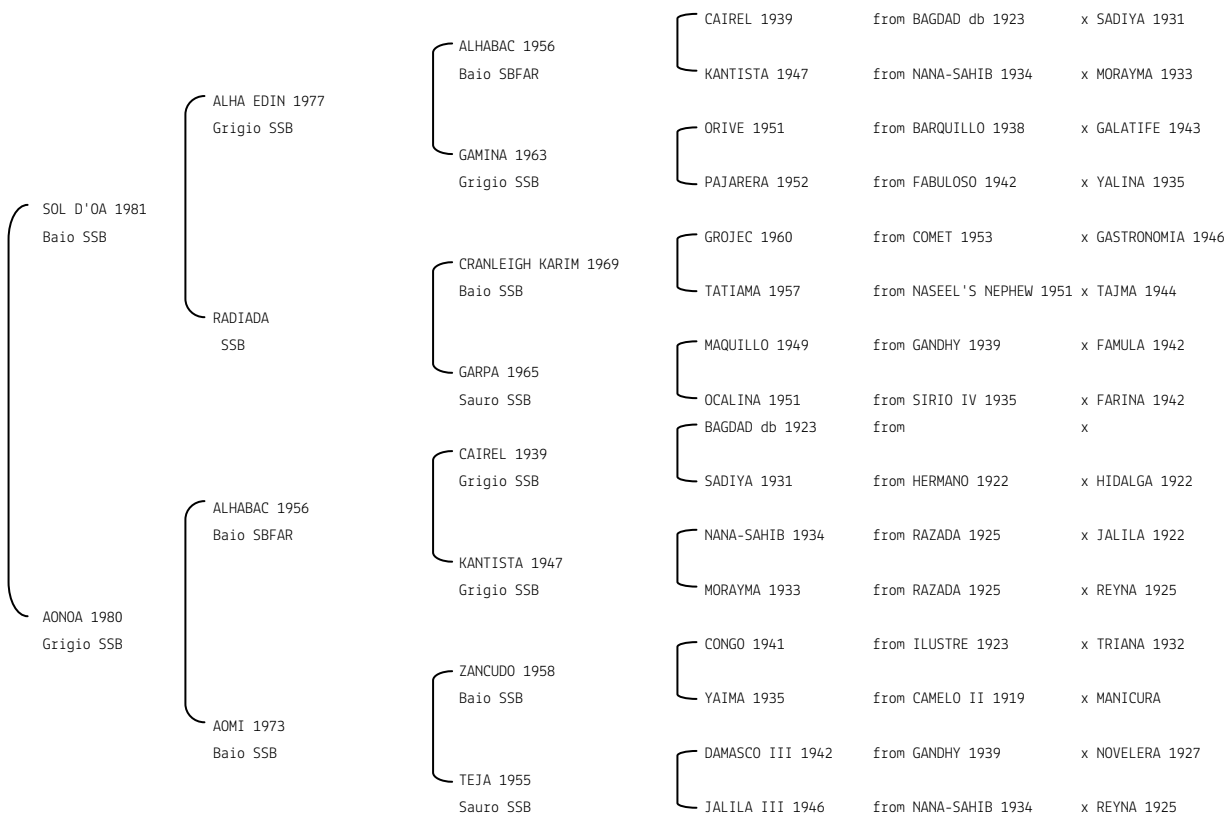 CAIREL 1939 from BAGDAD db 1923 x SADIYA 1931
ALHABAC 1956
Baio SBFAR KANTISTA 1947 from NANA-SAHIB 1934 x MORAYMA 1933
ALHA EDIN 1977
Grigio SSB ORIVE 1951 from BARQUILLO 1938 x GALATIFE 1943
GAMINA 1963
Grigio SSB PAJARERA 1952 from FABULOSO 1942 x YALINA 1935
SOL D'OA 1981
Baio SSB GROJEC 1960 from COMET 1953 x GASTRONOMIA 1946
CRANLEIGH KARIM 1969
Baio SSB TATIAMA 1957 from NASEEL'S NEPHEW 1951 x TAJMA 1944
RADIADA
SSB MAQUILLO 1949 from GANDHY 1939 x FAMULA 1942
GARPA 1965
Sauro SSB OCALINA 1951 from SIRIO IV 1935 x FARINA 1942
BAGDAD db 1923 from x
CAIREL 1939
Grigio SSB SADIYA 1931 from HERMANO 1922 x HIDALGA 1922
ALHABAC 1956
Baio SBFAR NANA-SAHIB 1934 from RAZADA 1925 x JALILA 1922
KANTISTA 1947
Grigio SSB MORAYMA 1933 from RAZADA 1925 x REYNA 1925
AONOA 1980
Grigio SSB CONGO 1941 from ILUSTRE 1923 x TRIANA 1932
ZANCUDO 1958
Baio SSB YAIMA 1935 from CAMELO II 1919 x MANICURA
AOMI 1973
Baio SSB DAMASCO III 1942 from GANDHY 1939 x NOVELERA 1927
TEJA 1955
Sauro SSB JALILA III 1946 from NANA-SAHIB 1934 x REYNA 1925